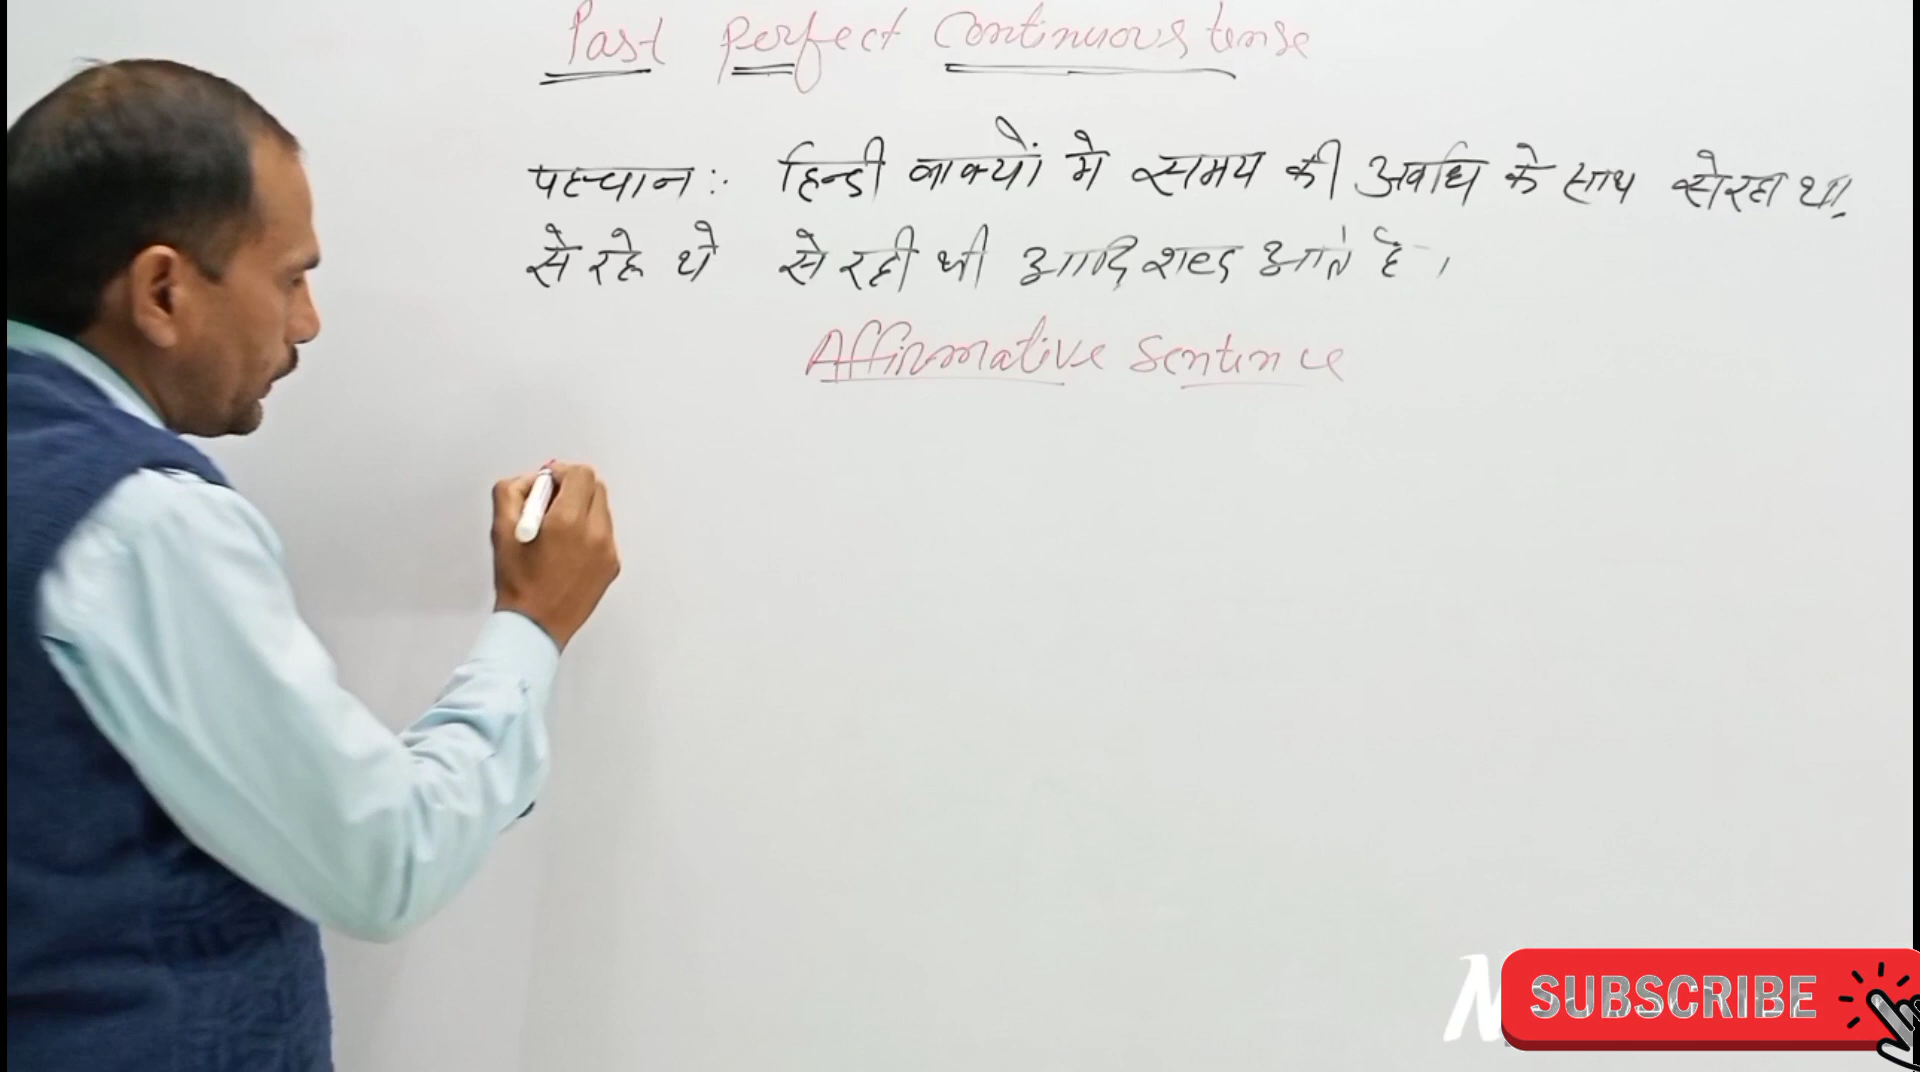 Past perfect continuous tense
पहचान :- हिन्दी वाक्यों मे समय की अवधि के साथ से रहा था,
से रहे थे से रही थी आदि शब्द आते है।
Affirmative Sentence
SUBSCRIBE